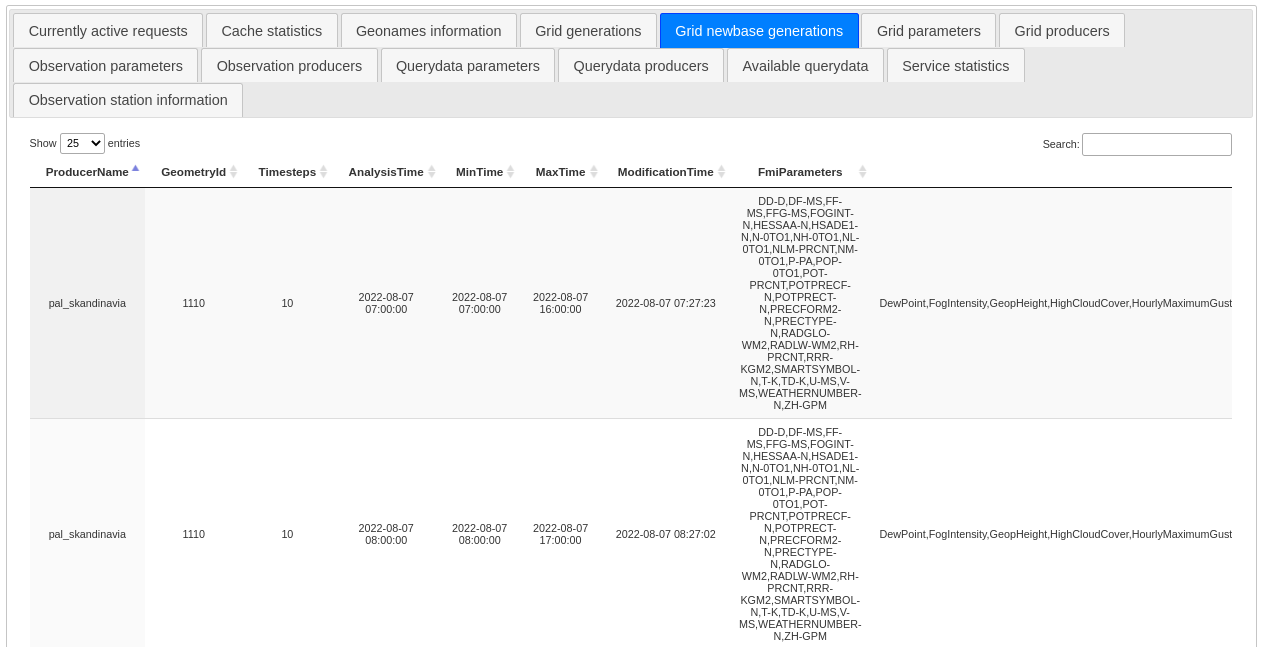 Currently active requests Cache statistics Geonames information Grid generations Grid newbase generations Grid parameters Grid producers
Observation parameters Observation producers Querydata parameters Querydata producers Available querydata Service statistics
Observation station information
Show 25 entries Search:
ProducerName GeometryId Timesteps AnalysisTime MinTime MaxTime ModificationTime FmiParameters
DD-D,DF-MS,FF-
MS,FFG-MS,FOGINT-
N,HESSAA-N,HSADE1-
N,N-0TO1,NH-0TO1,NL-
0TO1,NLM-PRCNT,NM-
0TO1,P-PA,POP-
0TO1,POT-
PRCNT,POTPRECF-
pal_skandinavia 1110 10 2022-08-07 07:00:00 2022-08-07 07:00:00 2022-08-07 16:00:00 2022-08-07 07:27:23 N,POTPRECT- DewPoint,FogIntensity,GeopHeight,HighCloudCover,HourlyMaximumGust
N,PRECFORM2-
N,PRECTYPE-
N,RADGLO-
WM2,RADLW-WM2,RH-
PRCNT,RRR-
KGM2,SMARTSYMBOL-
N,T-K,TD-K,U-MS,V-
MS,WEATHERNUMBER-
N,ZH-GPM
DD-D,DF-MS,FF-
MS,FFG-MS,FOGINT-
N,HESSAA-N,HSADE1-
N,N-0TO1,NH-0TO1,NL-
0TO1,NLM-PRCNT,NM-
0TO1,P-PA,POP-
0TO1,POT-
PRCNT,POTPRECF-
pal_skandinavia 1110 10 2022-08-07 08:00:00 2022-08-07 08:00:00 2022-08-07 17:00:00 2022-08-07 08:27:02 N,POTPRECT- DewPoint,FogIntensity,GeopHeight,HighCloudCover,HourlyMaximumGust
N,PRECFORM2-
N,PRECTYPE-
N,RADGLO-
WM2,RADLW-WM2,RH-
PRCNT,RRR-
KGM2,SMARTSYMBOL-
N,T-K,TD-K,U-MS,V-
MS,WEATHERNUMBER-
N,ZH-GPM